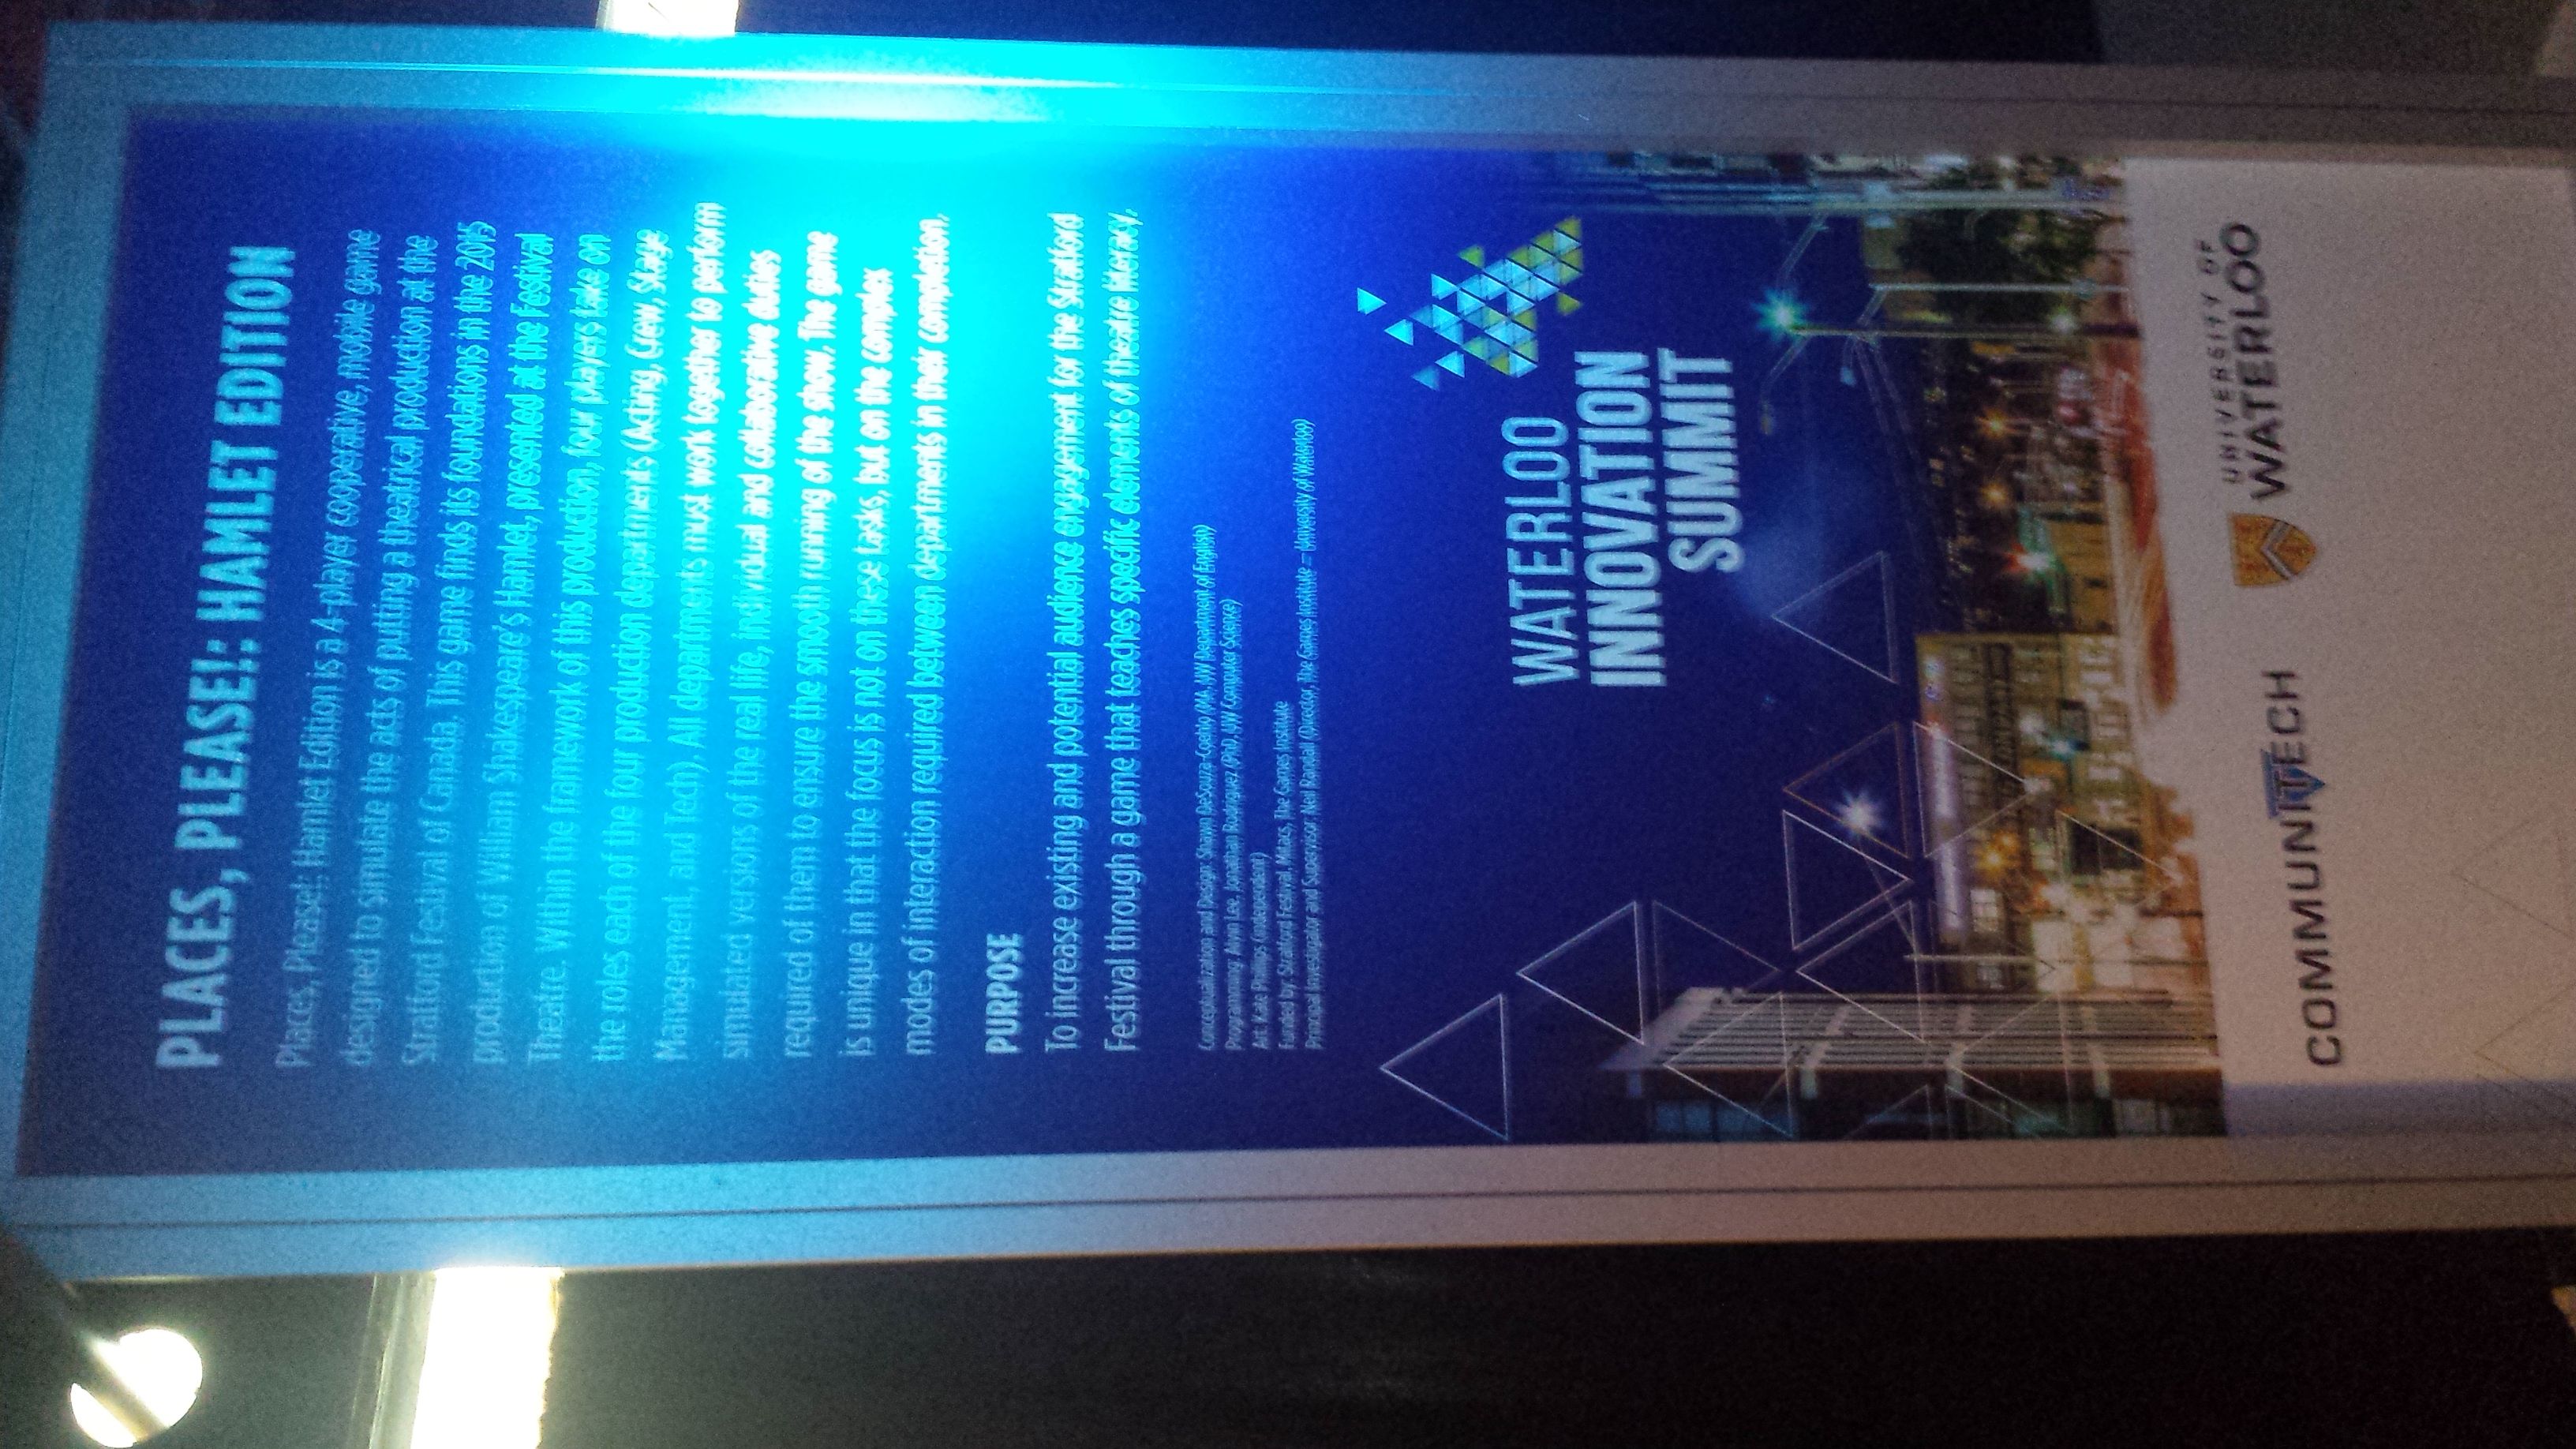 PLACES, PLEASE!: HAMLET EDITION
Places, Please!: Hamlet Edition is a 4-player cooperative, mobile game
designed to simulate the acts of putting a theatrical production at the
Stratford Festival of Canada. This game finds its foundations in the 2015
production of William Shakespeare's Hamlet, presented at the Festival
Theatre. Within the framework of this production, four players take on
the roles each of the four production departments (Acting, Crew, Stage
Management, and Tech). All departments must work together to perform
simulated versions of the real life, individual and collaborative duties
required of them to ensure the smooth running of the show. The game
is unique in that the focus is not on these tasks, but on the complex
modes of interaction required between departments in their completion.
PURPOSE
To increase existing and potential audience engagement for the Stratford
Festival through a game that teaches specific elements of theatre literacy.
Conceptualization and Design: Shawn DeSouza-Coehlo (MA, UW Department of English)
Programming: Alvin Lee, Jonathan Rodriguez (PhD, UW Computer Science)
Art: Kate Phillips (independent)
Funded by: Stratford Festival, Mitacs, The Games Institute
Principal Investigator and Supervisor: Neil Randall (Director, The Games Institute – University of Waterloo)
WATERLOO
INNOVATION
SUMMIT
COMPANY
COMMUNITECH
UNIVERSITY OF
WATERLOO